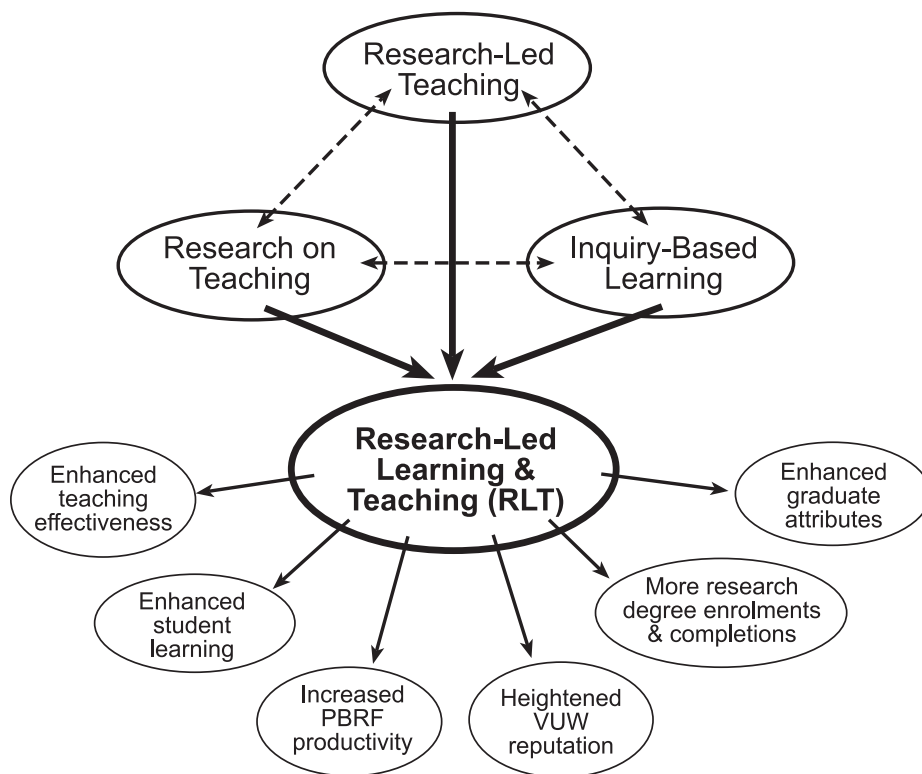 Research-Led
Teaching
Research on
Teaching
Inquiry-Based
Learning
Research-Led
Learning &
Teaching (RLT)
Enhanced
teaching
effectiveness
Enhanced
graduate
attributes
Enhanced
student
learning
More research
degree enrolments
& completions
Increased
PBRF
productivity
Heightened
VUW
reputation